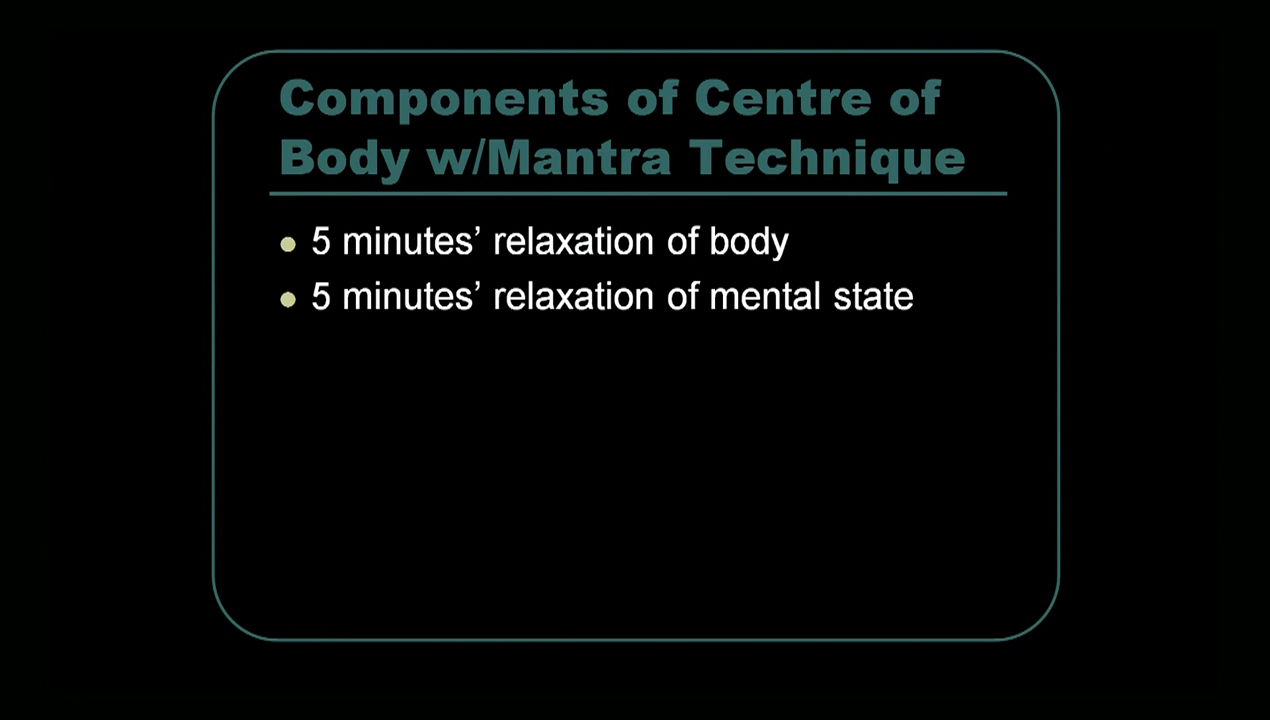 Components of Centre of
Body w/Mantra Technique
5 minutes’ relaxation of body
5 minutes’ relaxation of mental state